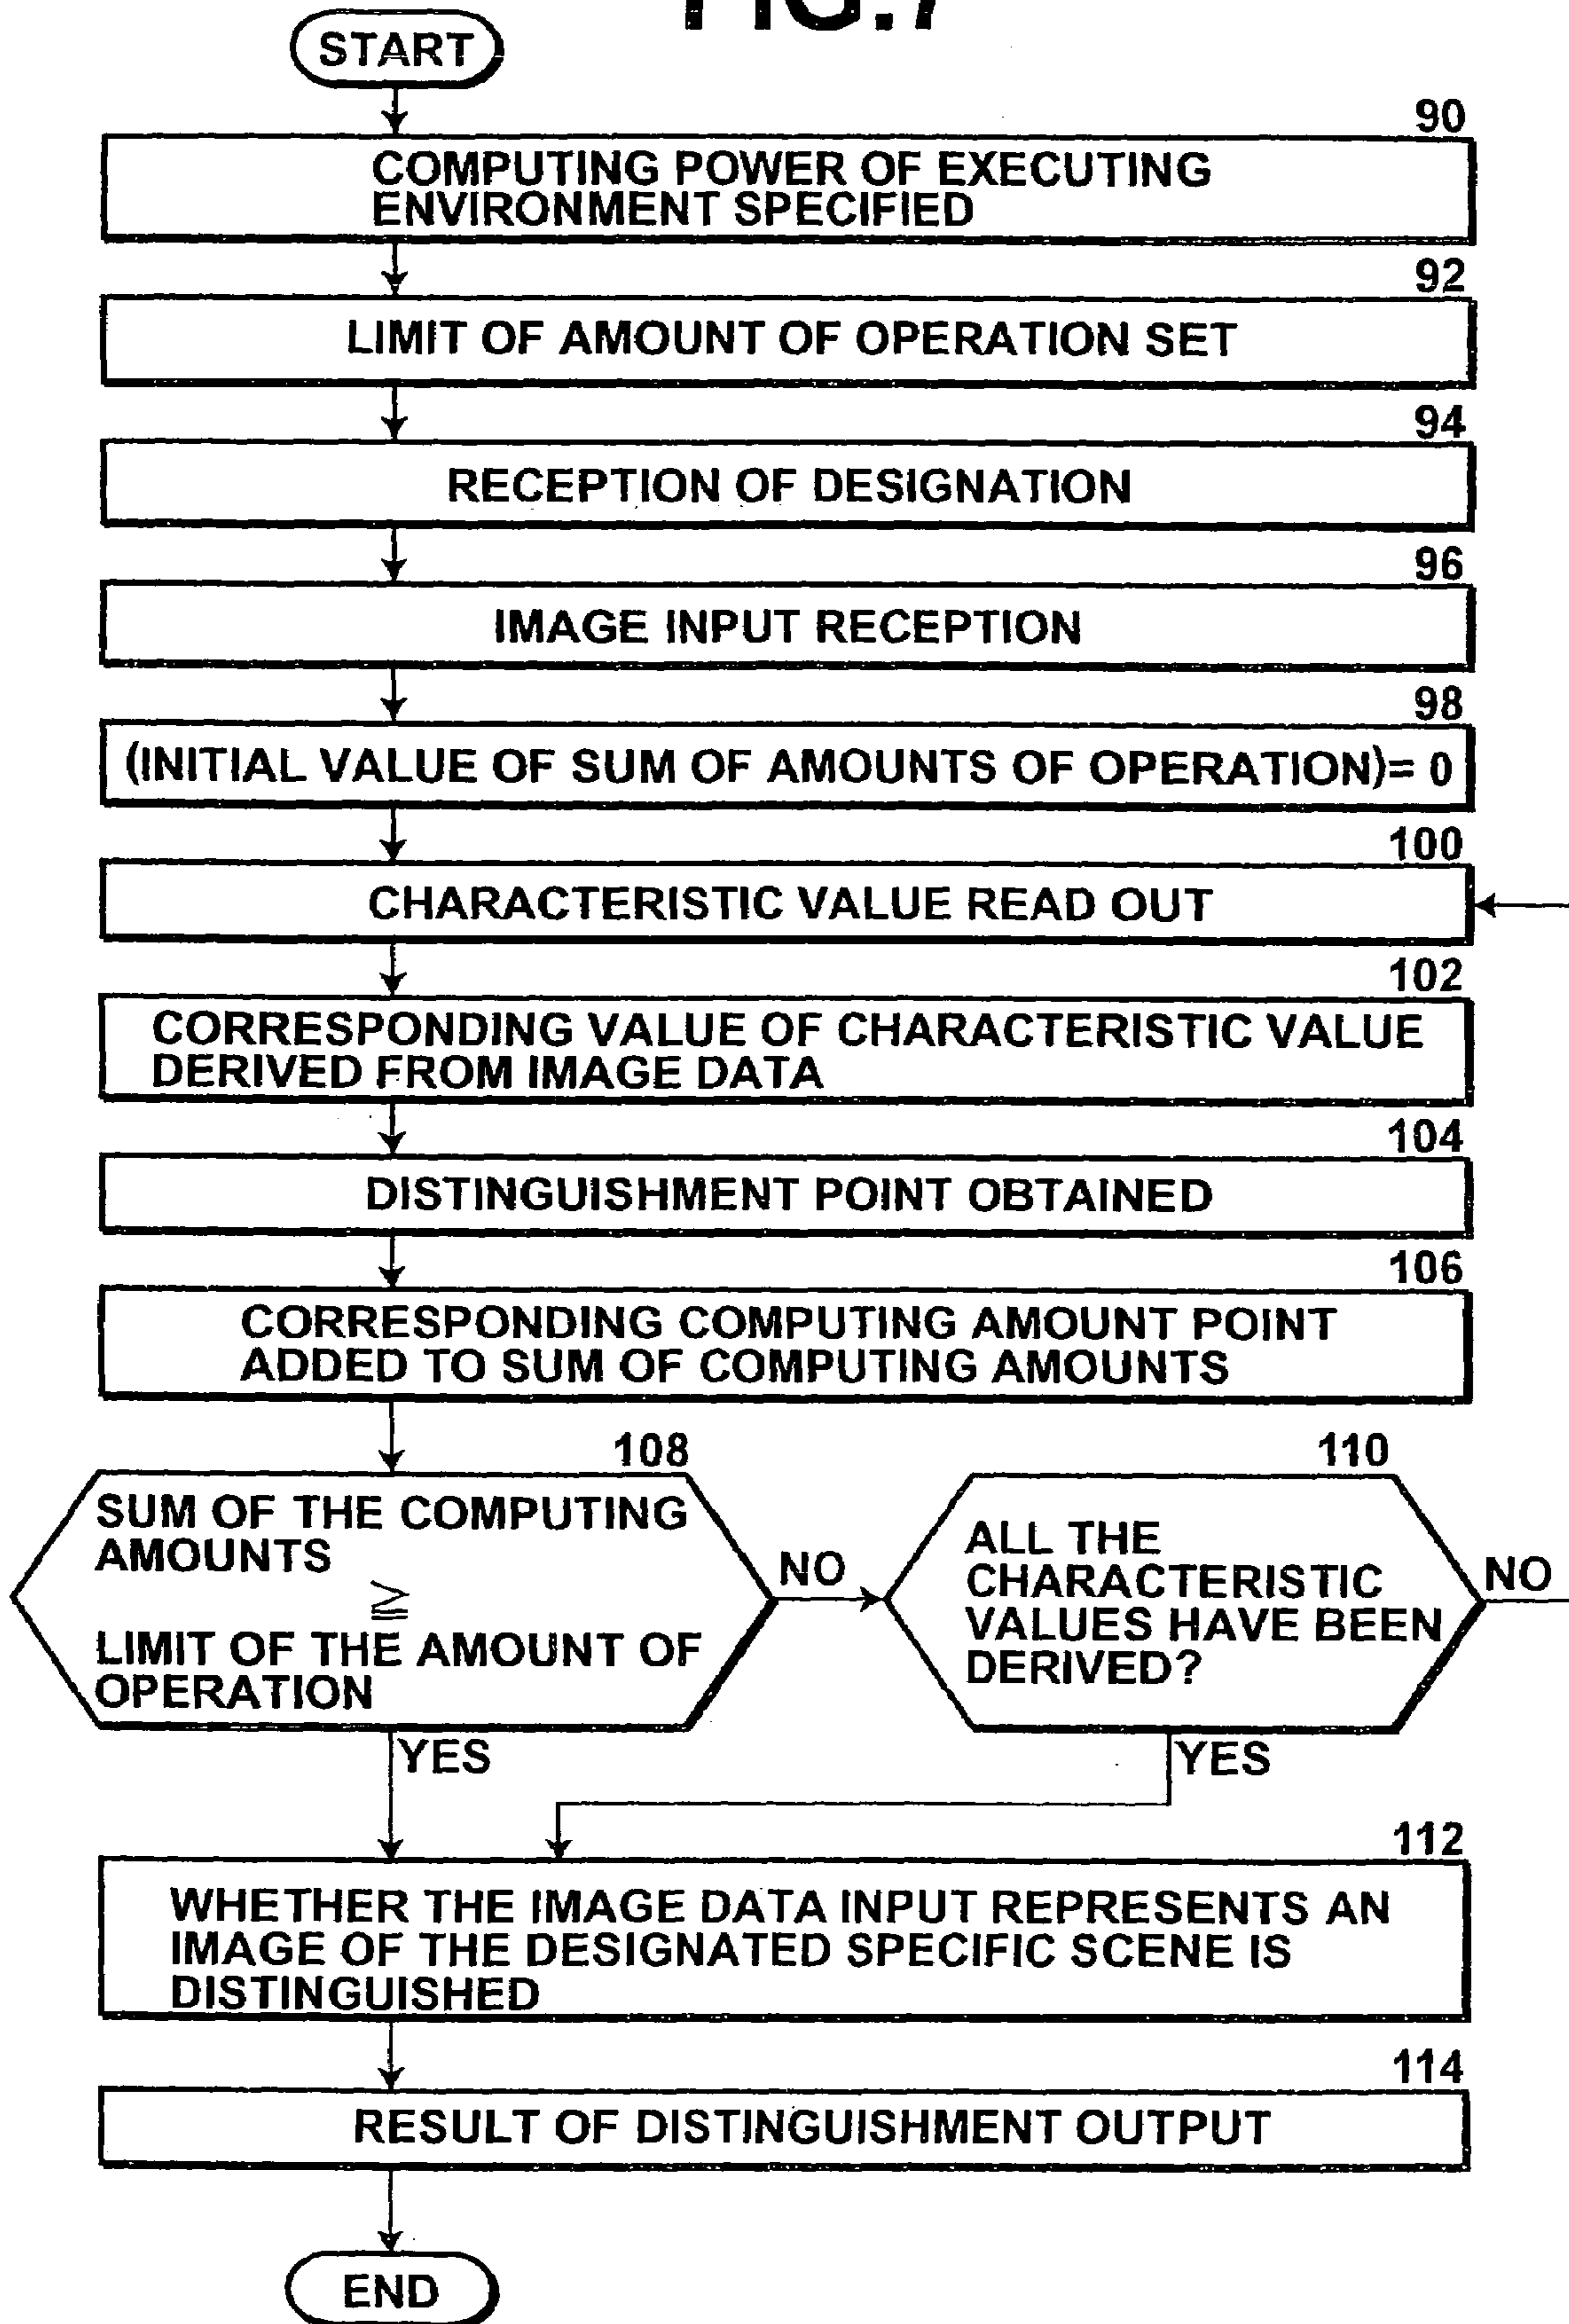 FIG.7
START
90
COMPUTING POWER OF EXECUTING
ENVIRONMENT SPECIFIED
92
LIMIT OF AMOUNT OF OPERATION SET
94
RECEPTION OF DESIGNATION
96
IMAGE INPUT RECEPTION
98
(INITIAL VALUE OF SUM OF AMOUNTS OF OPERATION)= 0
100
CHARACTERISTIC VALUE READ OUT
102
CORRESPONDING VALUE OF CHARACTERISTIC VALUE
DERIVED FROM IMAGE DATA
104
DISTINGUISHMENT POINT OBTAINED
106
CORRESPONDING COMPUTING AMOUNT POINT
ADDED TO SUM OF COMPUTING AMOUNTS
108
SUM OF THE COMPUTING
AMOUNTS
≧
LIMIT OF THE AMOUNT OF
OPERATION
NO
YES
110
ALL THE
CHARACTERISTIC
VALUES HAVE BEEN
DERIVED?
NO
YES
112
WHETHER THE IMAGE DATA INPUT REPRESENTS AN
IMAGE OF THE DESIGNATED SPECIFIC SCENE IS
DISTINGUISHED
114
RESULT OF DISTINGUISHMENT OUTPUT
END